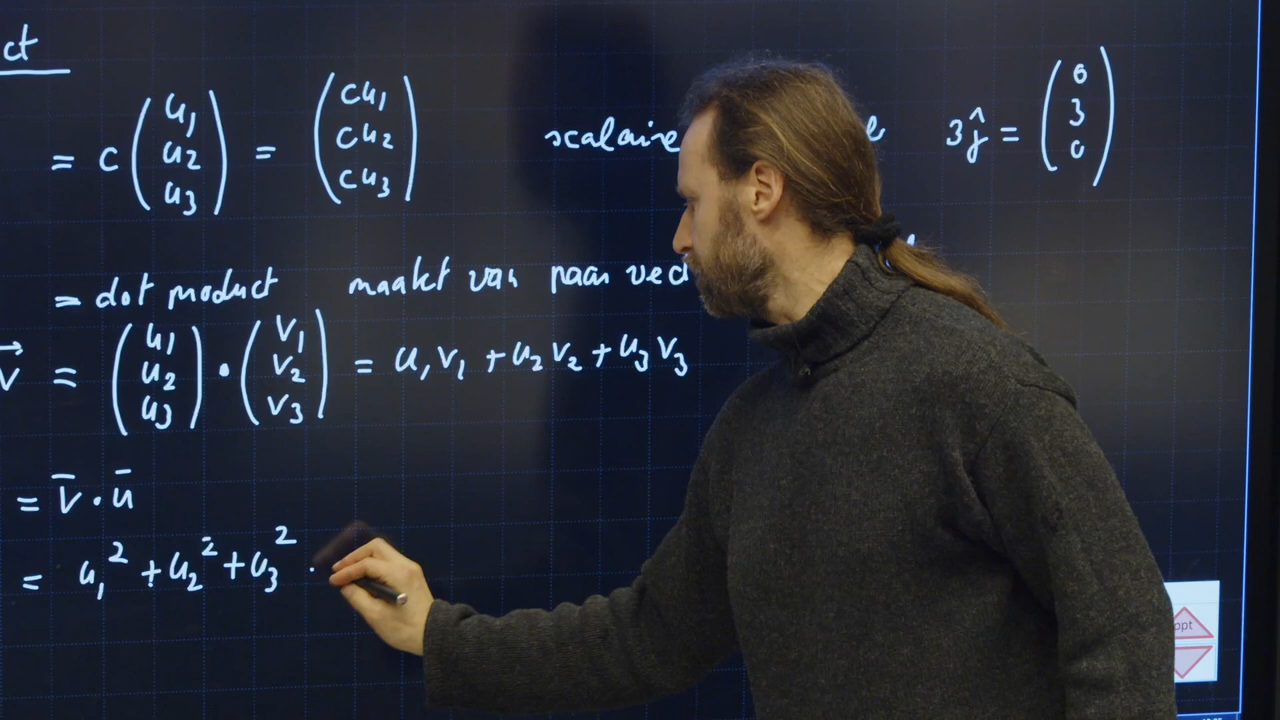 ct
= c (u₁ u₂ u₃) = (cu₁ cu₂ cu₃) scalaire 3ĵ = (0 3 0)
= dot product maakt van paar vec
v⃗ = (u₁ u₂ u₃) · (v₁ v₂ v₃) = u₁v₁ + u₂v₂ + u₃v₃
= v̄ · ū
= u₁² + u₂² + u₃²
ppt